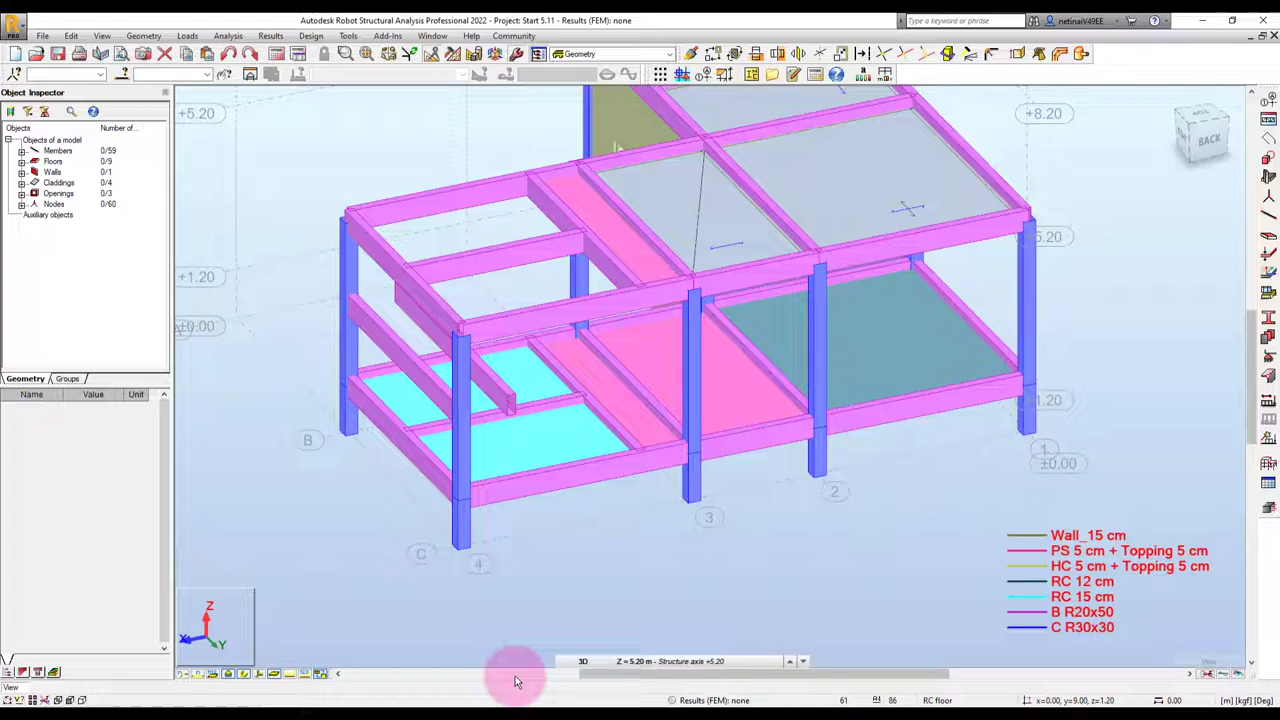 Autodesk Robot Structural Analysis Professional 2022 - Project: Start 5.11 - Results (FEM): none
Type a keyword or phrase
netinaiV49EE
PRO
File Edit View Geometry Loads Analysis Results Design Tools Add-Ins Window Help Community
Geometry
Object Inspector
Objects Number of...
Objects of a model
Members 0/59
Floors 0/9
Walls 0/1
Claddings 0/4
Openings 0/3
Nodes 0/60
Auxiliary objects
Geometry Groups
Name Value Unit
+5.20
+8.20
BACK
5.20
+1.20
±0.00
1.20
B
1
±0.00
2
3
C
4
Wall_15 cm
PS 5 cm + Topping 5 cm
HC 5 cm + Topping 5 cm
RC 12 cm
RC 15 cm
B R20x50
C R30x30
Z
X
Y
3D Z = 5.20 m - Structure axis +5.20
View
View
Results (FEM): none 61 86 RC floor x=0.00, y=9.00, z=1.20 0.00 [m] [kgf] [Deg]